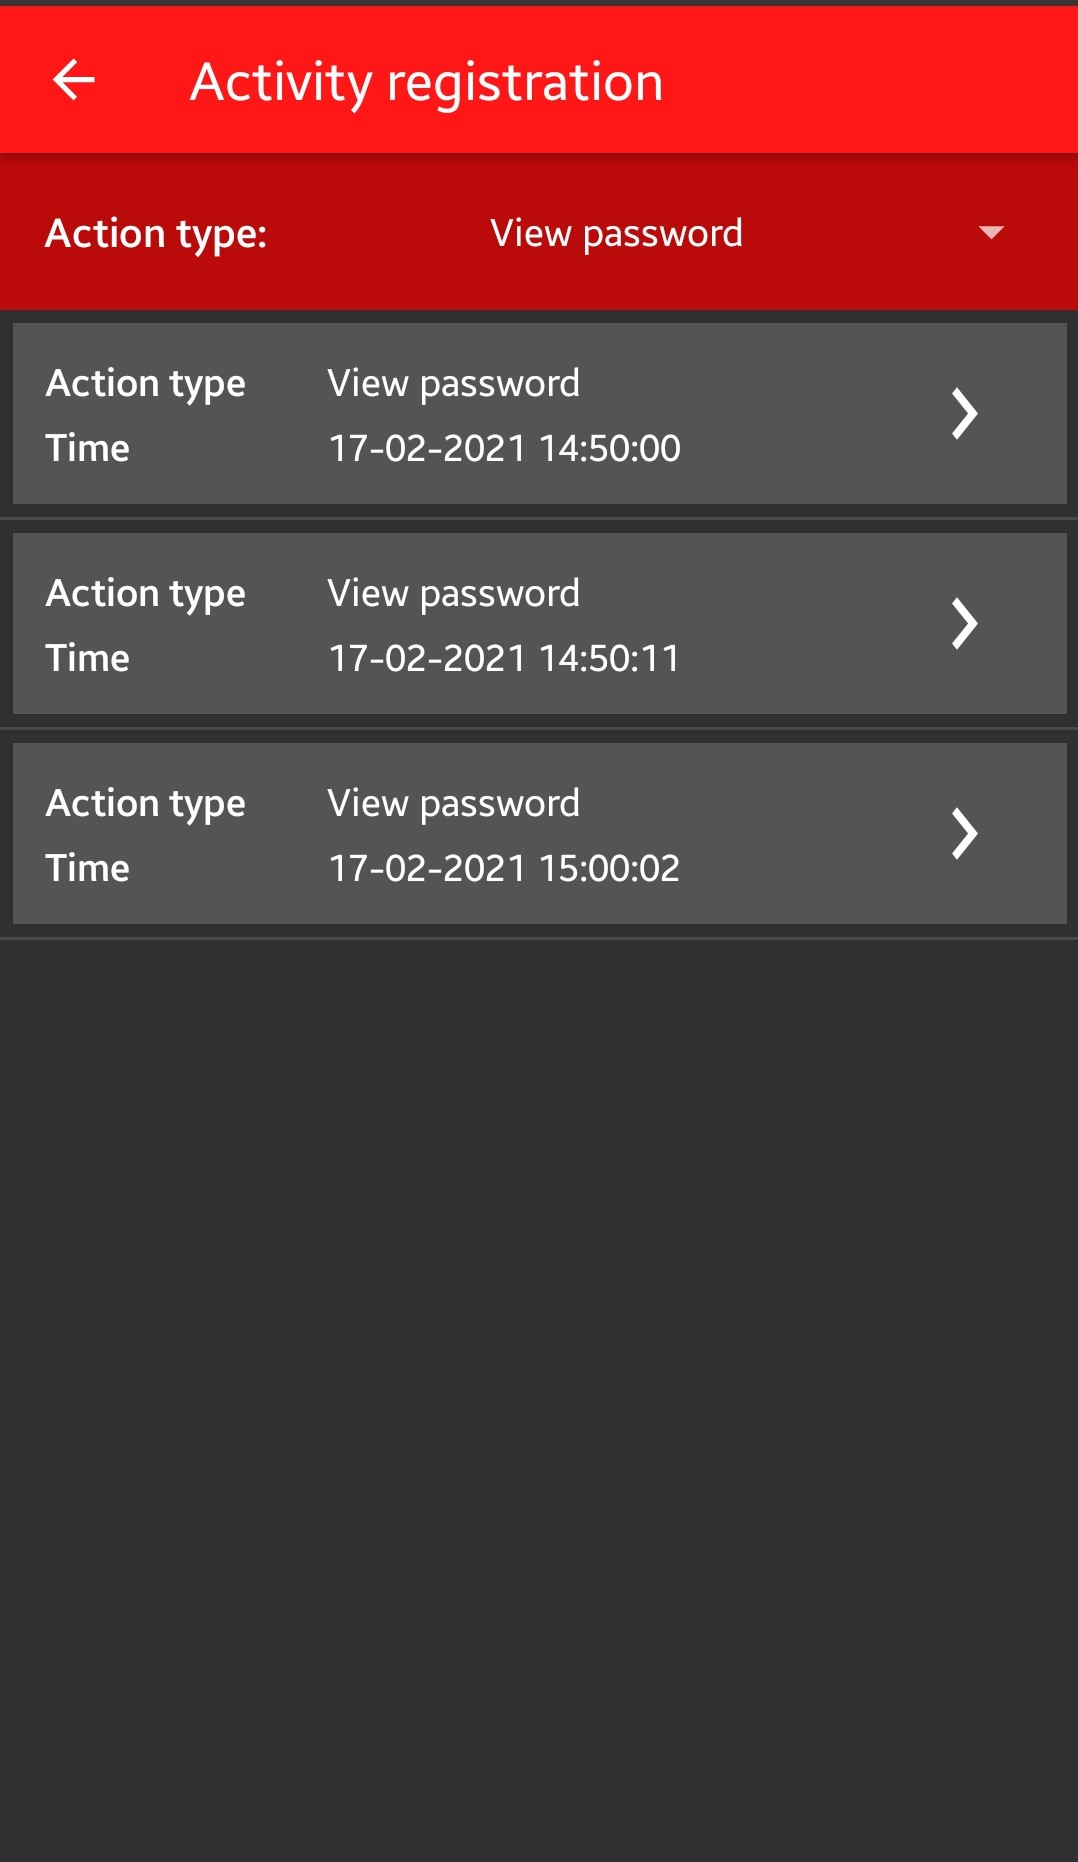 Activity registration
Action type: View password
Action type View password
Time 17-02-2021 14:50:00
Action type View password
Time 17-02-2021 14:50:11
Action type View password
Time 17-02-2021 15:00:02